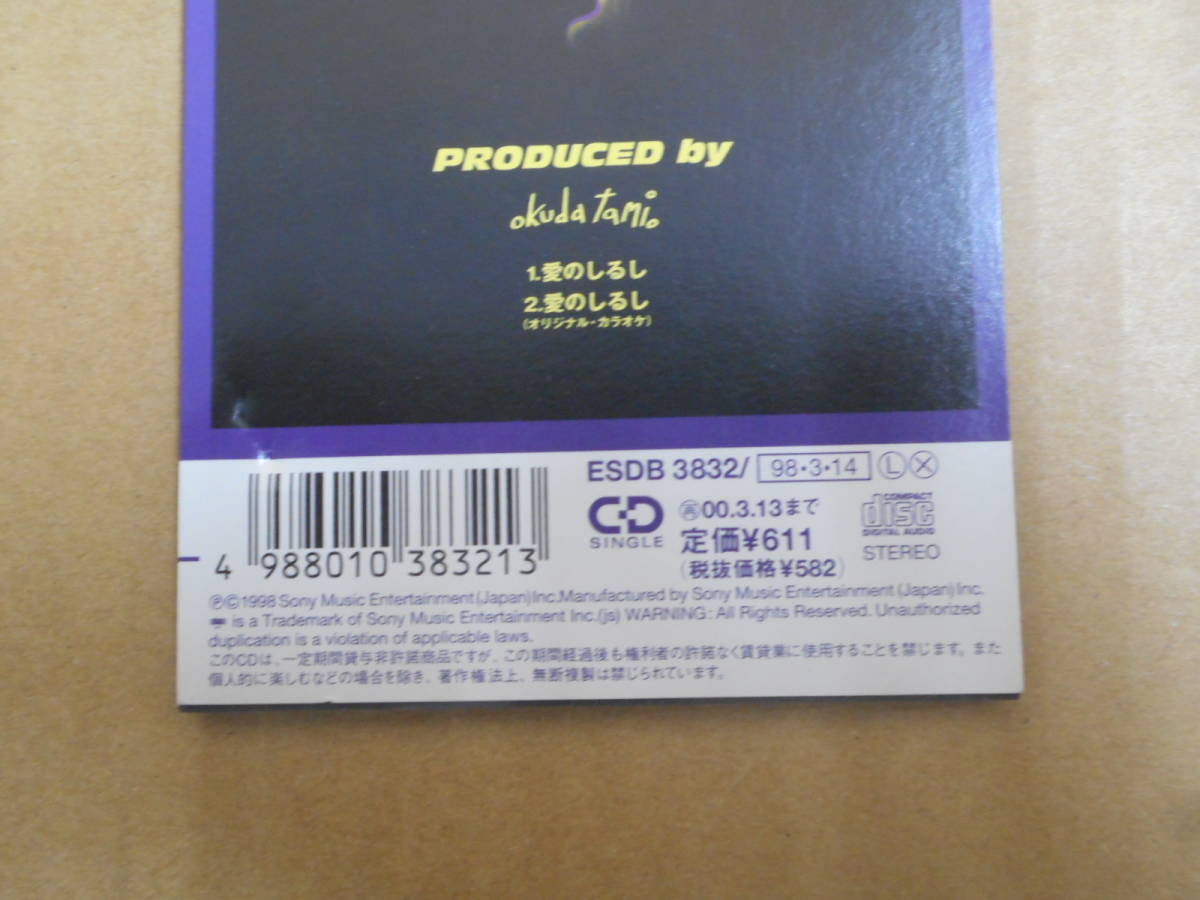 PRODUCED by
okuda tamio
1.愛のしるし
2.愛のしるし
(オリジナル・カラオケ)
ESDB 3832/ 98・3・14 Ⓛ Ⓧ
CD SINGLE
㋐00.3.13まで
定価¥611
(税抜価格¥582)
COMPACT disc DIGITAL AUDIO
STEREO
4 988010 383213
℗©1998 Sony Music Entertainment (Japan) Inc. Manufactured by Sony Music Entertainment (Japan) Inc.
is a Trademark of Sony Music Entertainment Inc. (js) WARNING: All Rights Reserved. Unauthorized
duplication is a violation of applicable laws.
このCDは、一定期間貸与非許諾商品ですが、この期間経過後も権利者の許諾なく賃貸業に使用することを禁じます。また
個人的に楽しむなどの場合を除き、著作権法上、無断複製は禁じられています。